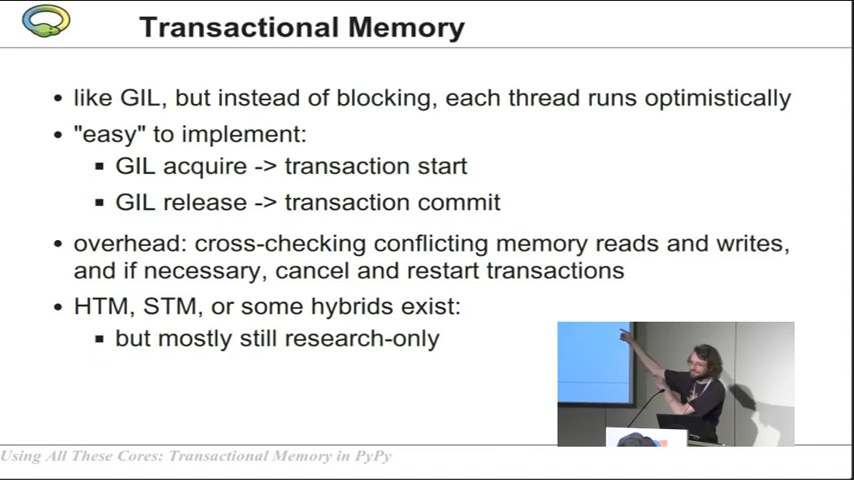 Transactional Memory
• like GIL, but instead of blocking, each thread runs optimistically
• "easy" to implement:
▪ GIL acquire -> transaction start
▪ GIL release -> transaction commit
• overhead: cross-checking conflicting memory reads and writes,
and if necessary, cancel and restart transactions
• HTM, STM, or some hybrids exist:
▪ but mostly still research-only
Using All These Cores: Transactional Memory in PyPy